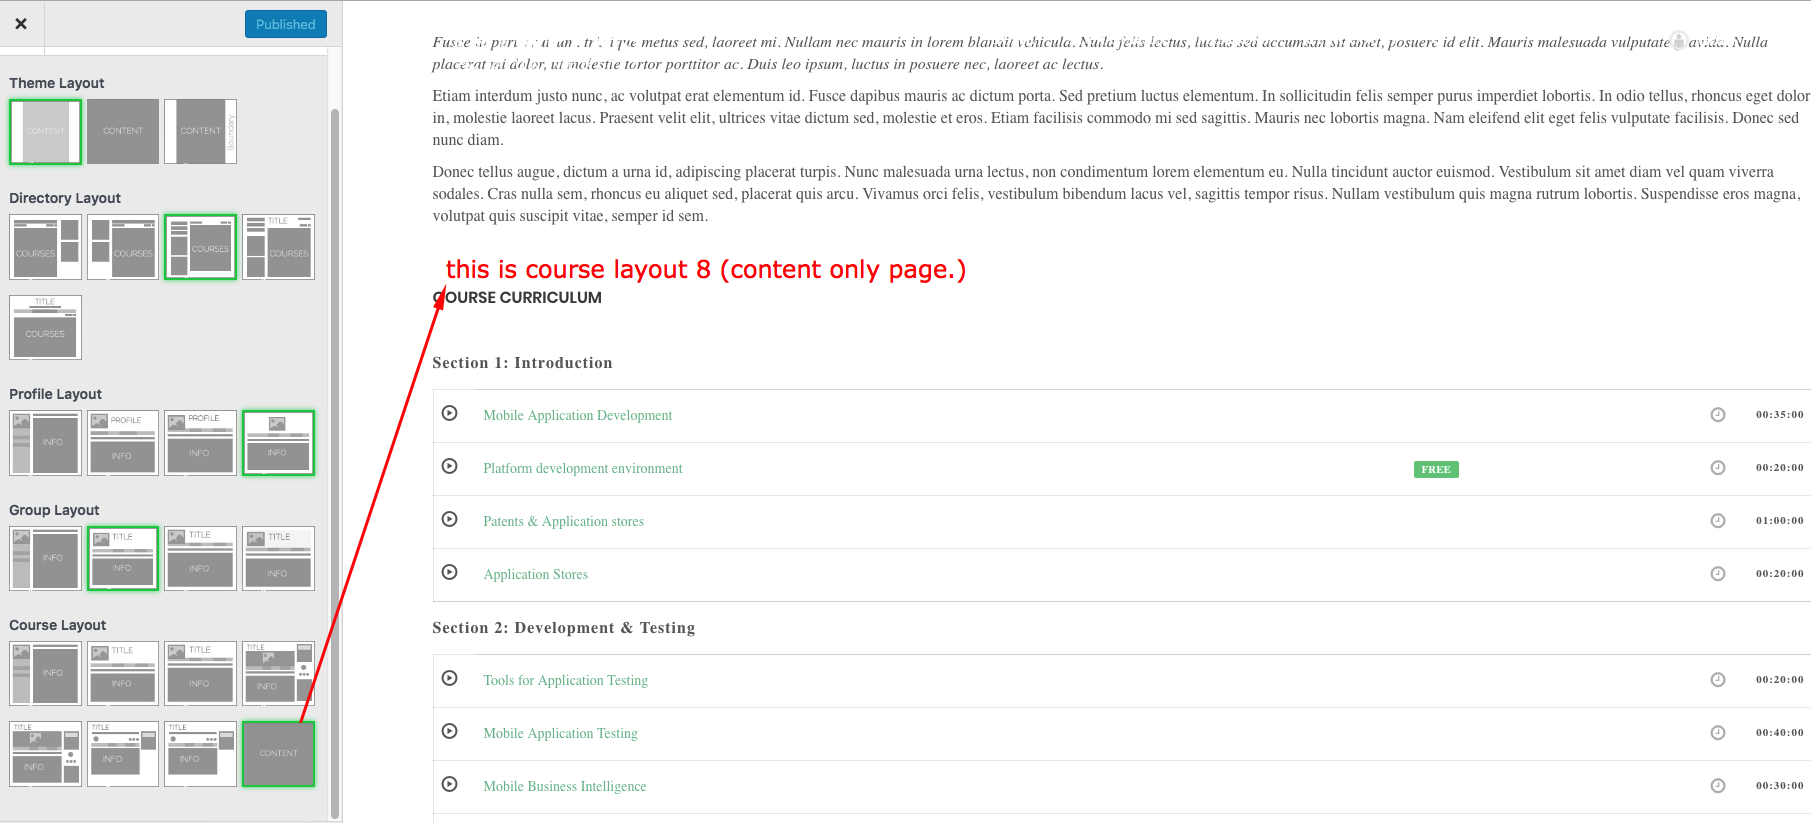 Published
Theme Layout
CONTENT
CONTENT
CONTENT
Boundary
Directory Layout
COURSES
COURSES
COURSES
TITLE
COURSES
TITLE
COURSES
Profile Layout
INFO
PROFILE
INFO
PROFILE
INFO
INFO
Group Layout
INFO
TITLE
INFO
TITLE
INFO
TITLE
INFO
Course Layout
INFO
TITLE
INFO
TITLE
INFO
TITLE
INFO
TITLE
INFO
TITLE
INFO
TITLE
INFO
CONTENT
metus sed, laoreet mi. Nullam nec mauris in lorem blandit vehicula. Nulla felis lectus, luctus sed accumsan sit amet, posuere id elit. Mauris malesuada vulputate Nulla
placerat mi dolor, ut molestie tortor porttitor ac. Duis leo ipsum, luctus in posuere nec, laoreet ac lectus.
Etiam interdum justo nunc, ac volutpat erat elementum id. Fusce dapibus mauris ac dictum porta. Sed pretium luctus elementum. In sollicitudin felis semper purus imperdiet lobortis. In odio tellus, rhoncus eget dolor
in, molestie laoreet lacus. Praesent velit elit, ultrices vitae dictum sed, molestie et eros. Etiam facilisis commodo mi sed sagittis. Mauris nec lobortis magna. Nam eleifend elit eget felis vulputate facilisis. Donec sed
nunc diam.
Donec tellus augue, dictum a urna id, adipiscing placerat turpis. Nunc malesuada urna lectus, non condimentum lorem elementum eu. Nulla tincidunt auctor euismod. Vestibulum sit amet diam vel quam viverra
sodales. Cras nulla sem, rhoncus eu aliquet sed, placerat quis arcu. Vivamus orci felis, vestibulum bibendum lacus vel, sagittis tempor risus. Nullam vestibulum quis magna rutrum lobortis. Suspendisse eros magna,
volutpat quis suscipit vitae, semper id sem.
this is course layout 8 (content only page.)
COURSE CURRICULUM
Section 1: Introduction
Mobile Application Development 00:35:00
Platform development environment FREE 00:20:00
Patents & Application stores 01:00:00
Application Stores 00:20:00
Section 2: Development & Testing
Tools for Application Testing 00:20:00
Mobile Application Testing 00:40:00
Mobile Business Intelligence 00:30:00